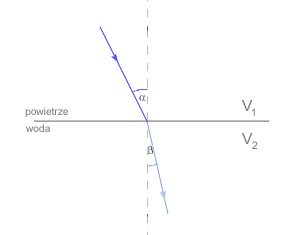 α
V₁
powietrze
woda
V₂
β